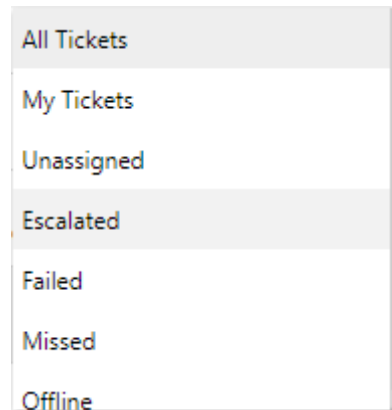 All Tickets
My Tickets
Unassigned
Escalated
Failed
Missed
Offline